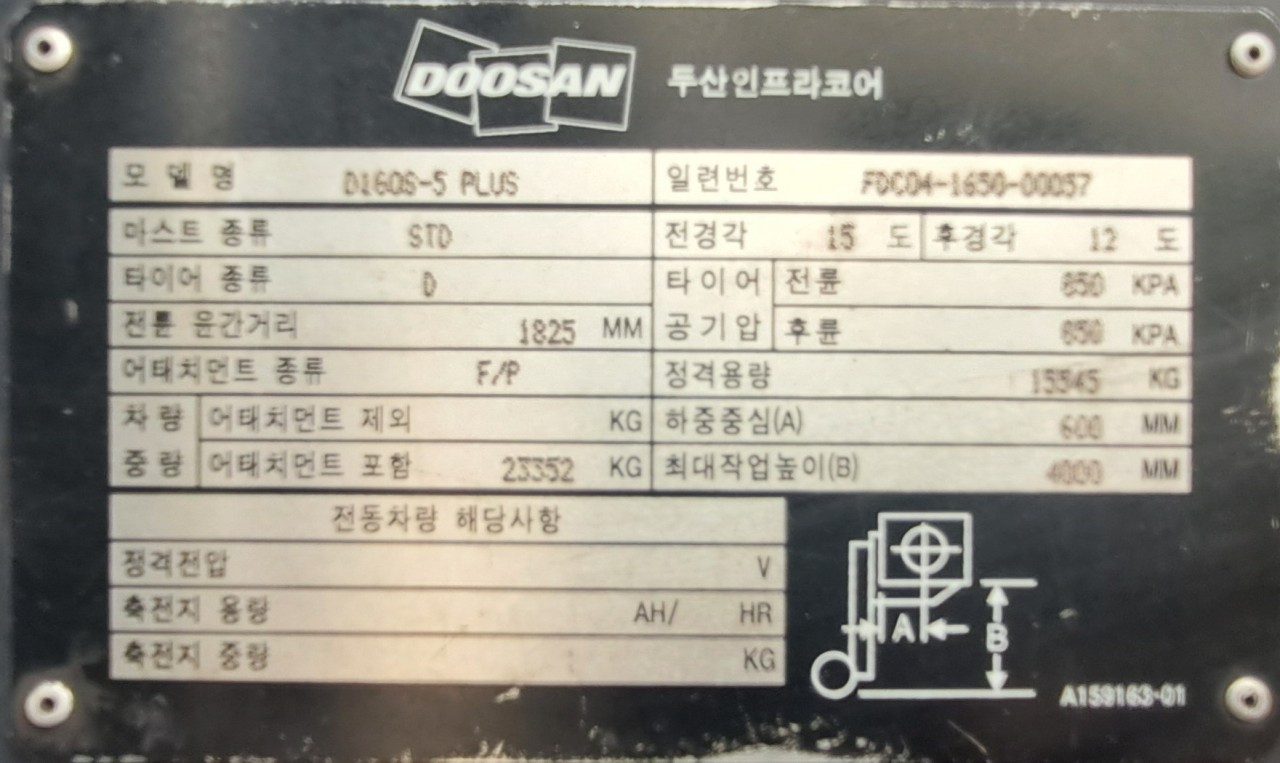 DOOSAN 두산인프라코어
모델명 D160S-5 PLUS 일련번호 FDC04-1650-00057
마스트 종류 STD 전경각 15 도 후경각 12 도
타이어 종류 D 타이어 전륜 850 KPA
전륜 윤간거리 1825 MM 공기압 후륜 850 KPA
어태치먼트 종류 F/P 정격용량 15545 KG
차량 어태치먼트 제외 KG 하중중심(A) 600 MM
중량 어태치먼트 포함 23352 KG 최대작업높이(B) 4000 MM
전동차량 해당사항
정격전압 V
축전지 용량 AH/ HR
축전지 중량 KG
A B
A159163-01